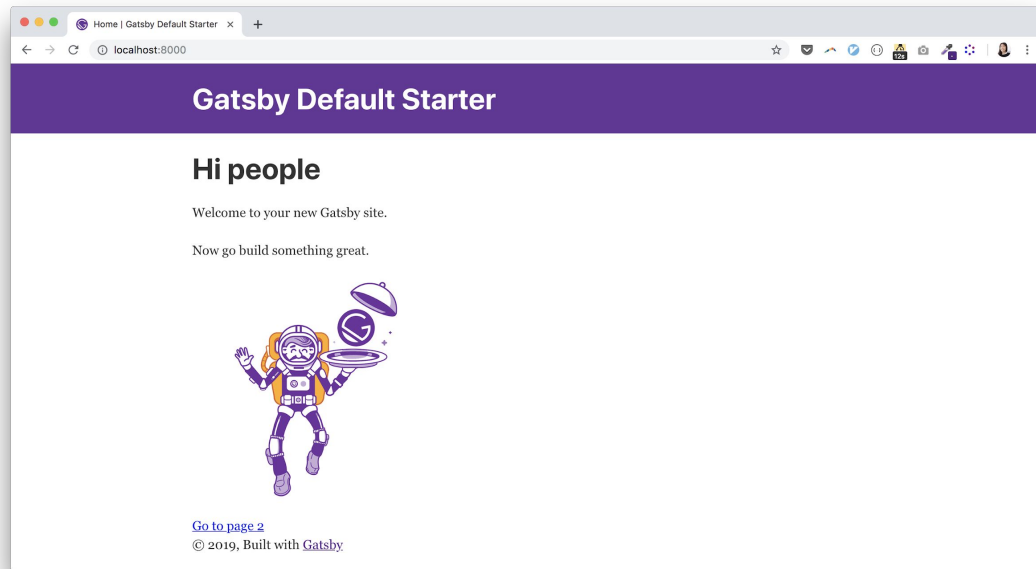 Home | Gatsby Default Starter
localhost:8000
12s
Gatsby Default Starter
Hi people
Welcome to your new Gatsby site.
Now go build something great.
Go to page 2
© 2019, Built with Gatsby